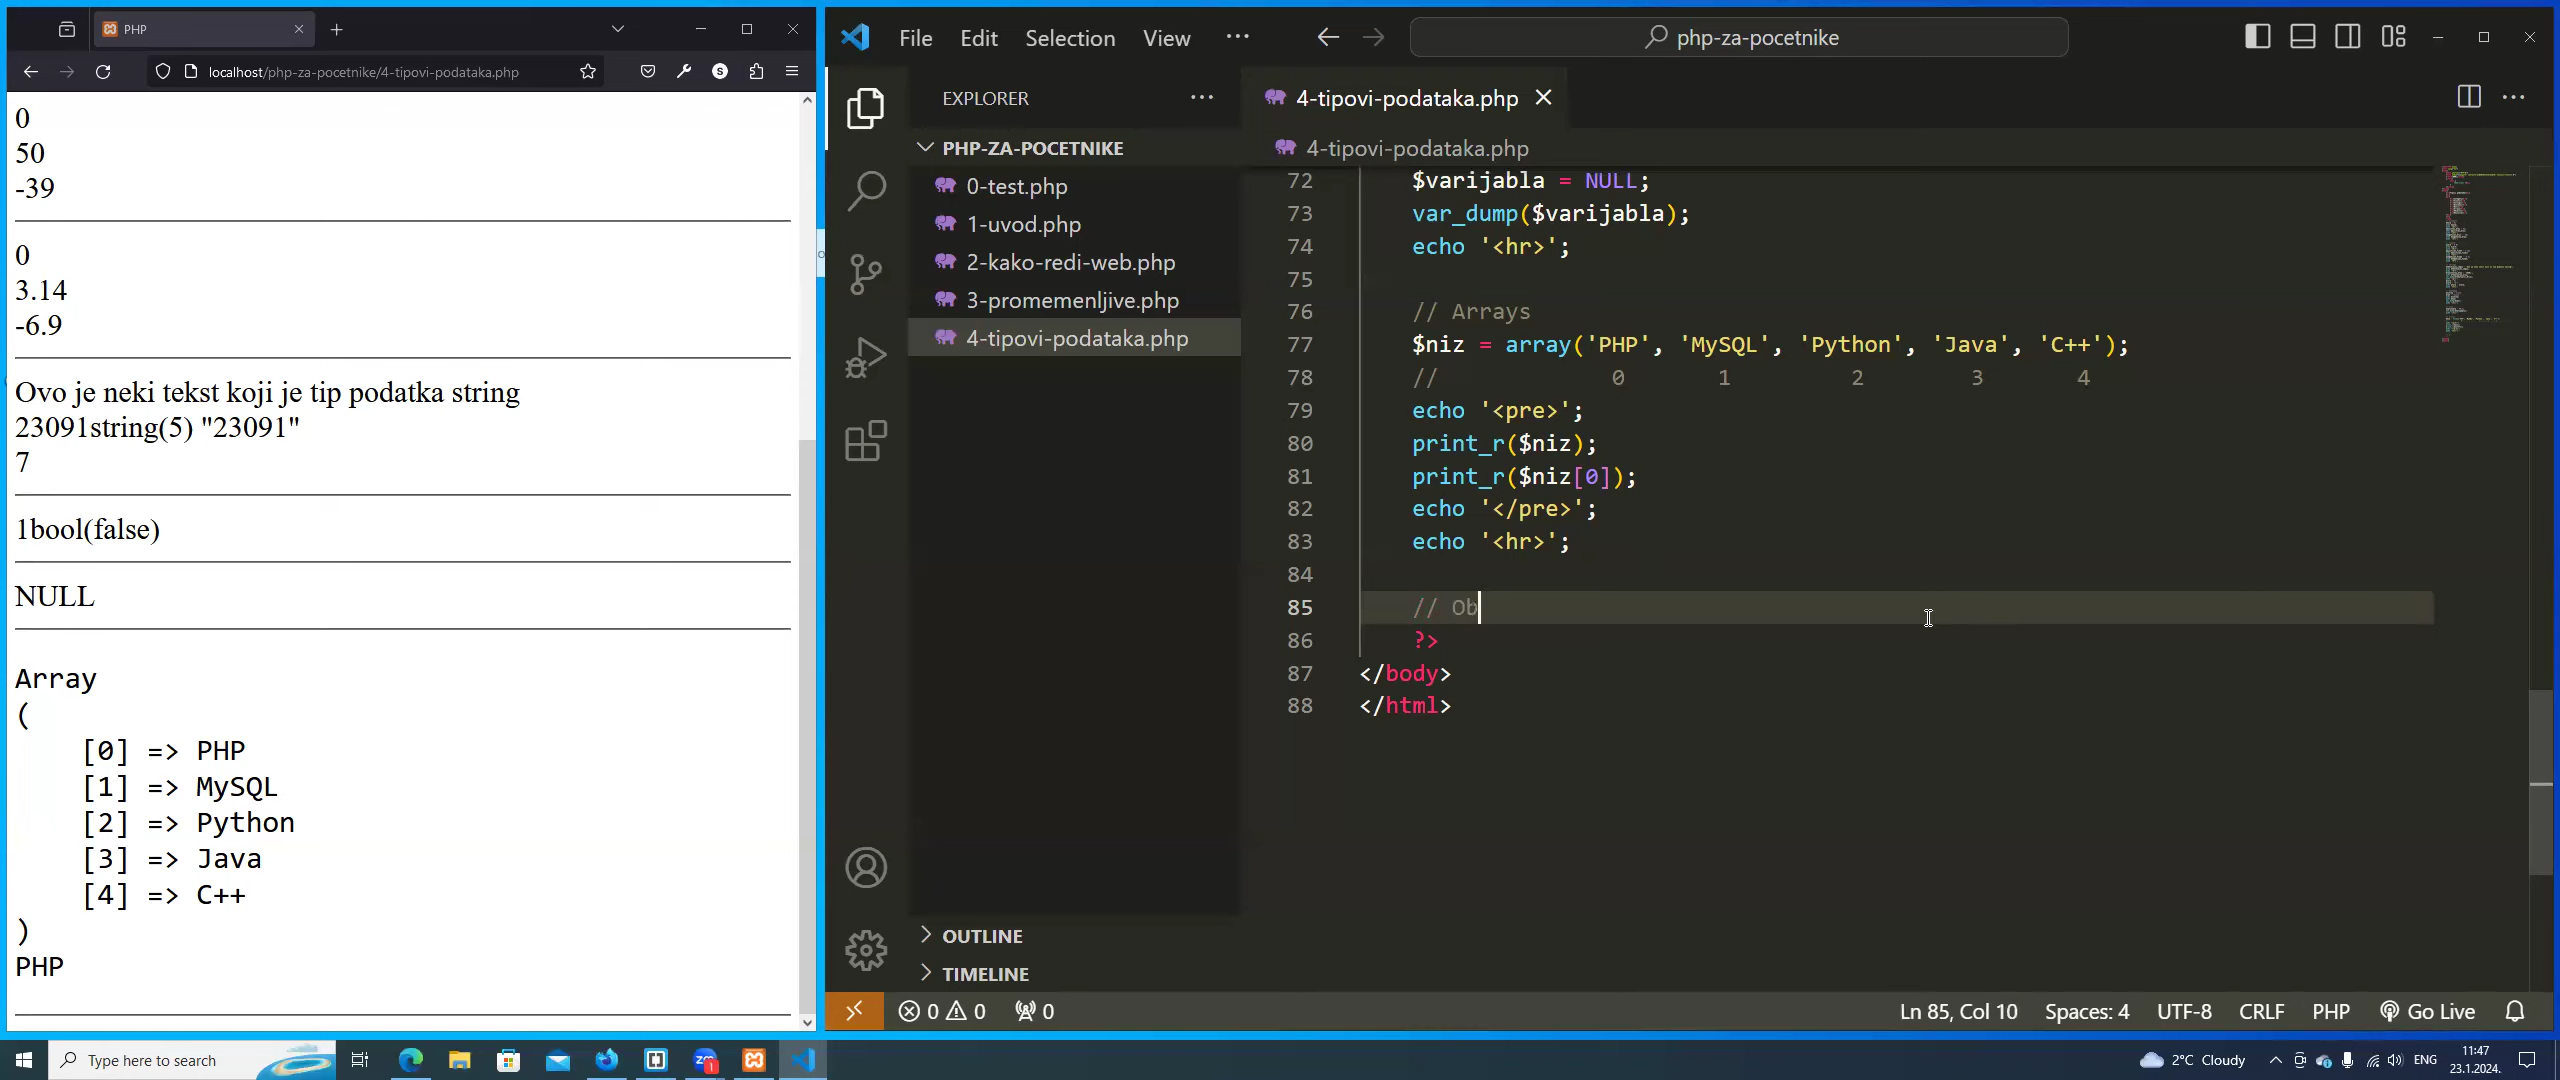 PHP
localhost/php-za-pocetnike/4-tipovi-podataka.php
0
50
-39
0
3.14
-6.9
Ovo je neki tekst koji je tip podatka string
23091string(5) "23091"
7
1bool(false)
NULL
Array
(
[0] => PHP
[1] => MySQL
[2] => Python
[3] => Java
[4] => C++
)
PHP
File Edit Selection View ···
php-za-pocetnike
EXPLORER
PHP-ZA-POCETNIKE
0-test.php
1-uvod.php
2-kako-redi-web.php
3-promemenljive.php
4-tipovi-podataka.php
OUTLINE
TIMELINE
4-tipovi-podataka.php
4-tipovi-podataka.php
72 $varijabla = NULL;
73 var_dump($varijabla);
74 echo '<hr>';
75
76 // Arrays
77 $niz = array('PHP', 'MySQL', 'Python', 'Java', 'C++');
78 // 0 1 2 3 4
79 echo '<pre>';
80 print_r($niz);
81 print_r($niz[0]);
82 echo '</pre>';
83 echo '<hr>';
84
85 // Ob
86 ?>
87 </body>
88 </html>
0 0 0
Ln 85, Col 10 Spaces: 4 UTF-8 CRLF PHP Go Live
Type here to search
2°C Cloudy
ENG
11:47
23.1.2024.